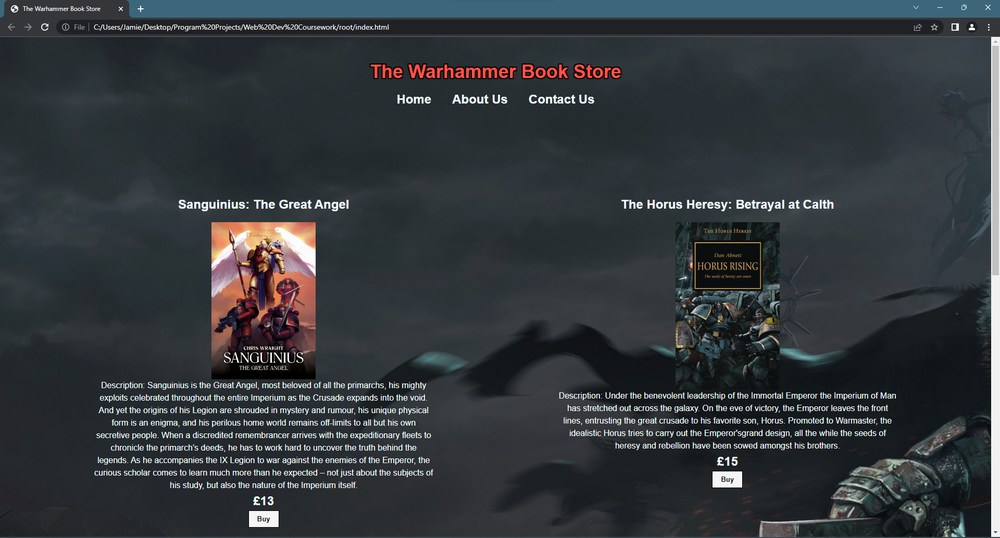 The Warhammer Book Store
File
C:/Users/Jamie/Desktop/Program%20Projects/Web%20Dev%20Coursework/root/index.html
The Warhammer Book Store
Home About Us Contact Us
Sanguinius: The Great Angel
PRIMARCHS
CHRIS WRAIGHT
SANGUINIUS
THE GREAT ANGEL
Description: Sanguinius is the Great Angel, most beloved of all the primarchs, his mighty
exploits celebrated throughout the entire Imperium as the Crusade expands into the void.
And yet the origins of his Legion are shrouded in mystery and rumour, his unique physical
form is an enigma, and his perilous home world remains off-limits to all but his own
secretive people. When a discredited remembrancer arrives with the expeditionary fleets to
chronicle the primarch’s deeds, he has to work hard to uncover the truth behind the
legends. As he accompanies the IX Legion to war against the enemies of the Emperor, the
curious scholar comes to learn much more than he expected – not just about the subjects of
his study, but also the nature of the Imperium itself.
£13
Buy
The Horus Heresy: Betrayal at Calth
THE HORUS HERESY
Dan Abnett
HORUS RISING
The seeds of heresy are sown
XIV
Description: Under the benevolent leadership of the Immortal Emperor the Imperium of Man
has stretched out across the galaxy. On the eve of victory, the Emperor leaves the front
lines, entrusting the great crusade to his favorite son, Horus. Promoted to Warmaster, the
idealistic Horus tries to carry out the Emperor'sgrand design, all the while the seeds of
heresy and rebellion have been sowed amongst his brothers.
£15
Buy